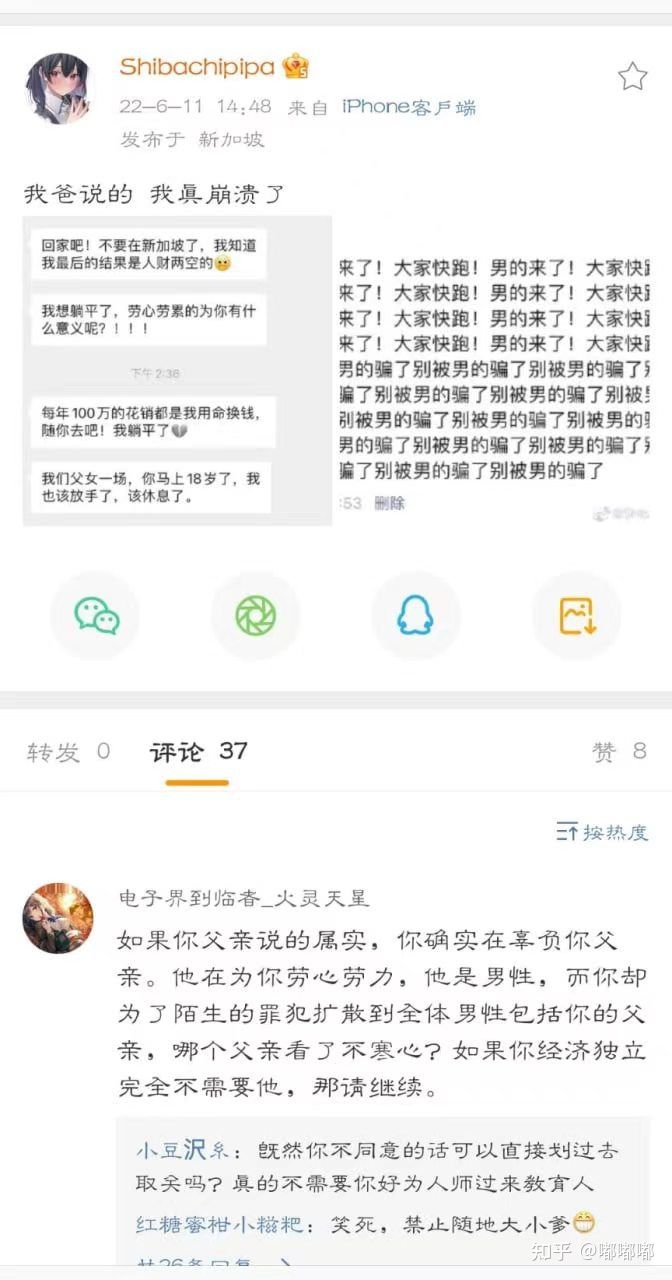 Shibachipipa
22-6-11 14:48 来自 iPhone客户端
发布于 新加坡
我爸说的 我真崩溃了
回家吧！不要在新加坡了，我知道
我最后的结果是人财两空的
我想躺平了，劳心劳累的为你有什
么意义呢？！！！
下午 2:36
每年100万的花销都是我用命换钱，
随你去吧！我躺平了
我们父女一场，你马上18岁了，我
也该放手了，该休息了。
来了！大家快跑！男的来了！大家快
来了！大家快跑！男的来了！大家快
来了！大家快跑！男的来了！大家快
来了！大家快跑！男的来了！大家快
男的骗了别被男的骗了别被男的骗了
骗了别被男的骗了别被男的骗了别被
别被男的骗了别被男的骗了别被男的
男的骗了别被男的骗了别被男的骗了
骗了别被男的骗了别被男的骗了
:53 删除
转发 0 评论 37 赞 8
按热度
电子界到临者_火灵天星
如果你父亲说的属实，你确实在辜负你父
亲。他在为你劳心劳力，他是男性，而你却
为了陌生的罪犯扩散到全体男性包括你的父
亲，哪个父亲看了不寒心？如果你经济独立
完全不需要他，那请继续。
小豆沢糸：既然你不同意的话可以直接划过去
取关吗？真的不需要你好为人师过来教育人
红糖蜜柑小糍粑：笑死，禁止随地大小爹
共36条回复
知乎 @嘟嘟嘟